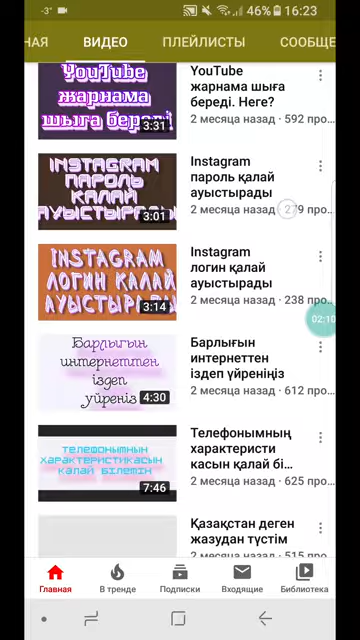 -3° 46% 16:23
НАЯ ВИДЕО ПЛЕЙЛИСТЫ СООБЩЕ
YouTube
жарнама
шыға береді
3:31
YouTube
жарнама шыға
береді. Неге?
2 месяца назад · 592 про...
INSTAGRAM
ПАРОЛЬ
ҚАЛАЙ
АУЫСТЫРАДЫ
3:01
Instagram
пароль қалай
ауыстырады
2 месяца назад · 279 про...
INSTAGRAM
ЛОГИН ҚАЛАЙ
АУЫСТЫРАДЫ
3:14
Instagram
логин қалай
ауыстырады
2 месяца назад · 238 про...
02:10
Барлығын
интернеттен
іздеп
үйреніз
4:30
Барлығын
интернеттен
іздеп үйреніңіз
2 месяца назад · 612 про...
ТЕЛЕФОНЫМНЫҢ
ХАРАКТЕРИСТИКАСЫН
ҚАЛАЙ БІЛЕМІН
7:46
Телефонымның
характеристи
касын қалай бі...
2 месяца назад · 625 про...
Қазақстан деген
жазудан түстім
2 месяца назад · 515 про...
Главная В тренде Подписки Входящие Библиотека